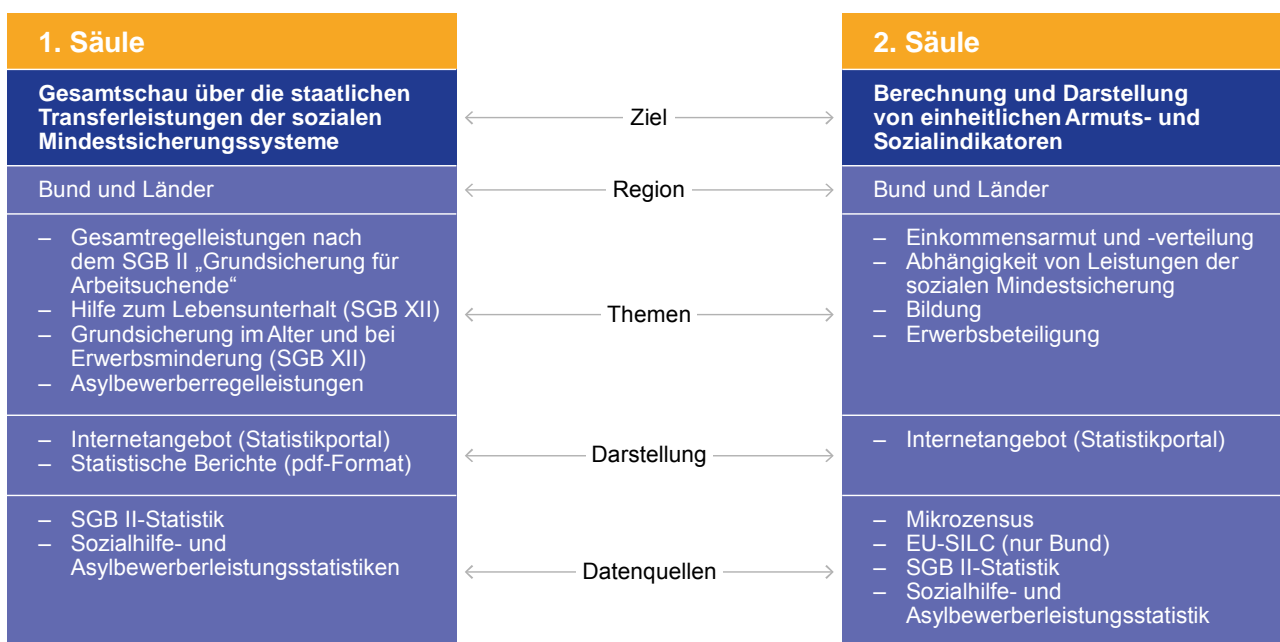 1. Säule
Gesamtschau über die staatlichen
Transferleistungen der sozialen
Mindestsicherungssysteme
Bund und Länder
– Gesamtregelleistungen nach
dem SGB II „Grundsicherung für
Arbeitsuchende“
– Hilfe zum Lebensunterhalt (SGB XII)
– Grundsicherung im Alter und bei
Erwerbsminderung (SGB XII)
– Asylbewerberregelleistungen
– Internetangebot (Statistikportal)
– Statistische Berichte (pdf-Format)
– SGB II-Statistik
– Sozialhilfe- und
Asylbewerberleistungsstatistiken
Ziel
Region
Themen
Darstellung
Datenquellen
2. Säule
Berechnung und Darstellung
von einheitlichen Armuts- und
Sozialindikatoren
Bund und Länder
– Einkommensarmut und -verteilung
– Abhängigkeit von Leistungen der
sozialen Mindestsicherung
– Bildung
– Erwerbsbeteiligung
– Internetangebot (Statistikportal)
– Mikrozensus
– EU-SILC (nur Bund)
– SGB II-Statistik
– Sozialhilfe- und
Asylbewerberleistungsstatistik